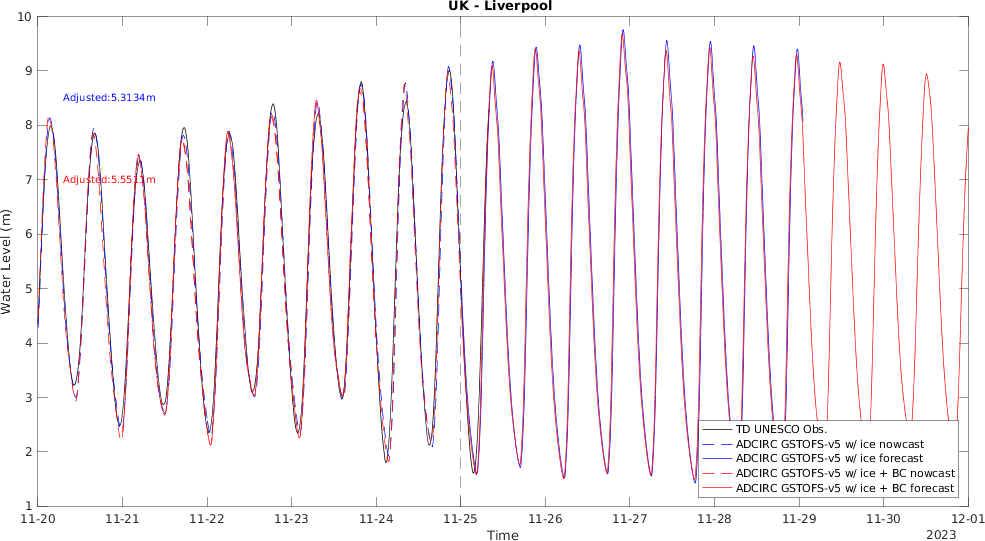 UK - Liverpool
10
9
8
7
6
5
4
3
2
1
Water Level (m)
Adjusted:5.3134m
Adjusted:5.5511m
TD UNESCO Obs.
ADCIRC GSTOFS-v5 w/ ice nowcast
ADCIRC GSTOFS-v5 w/ ice forecast
ADCIRC GSTOFS-v5 w/ ice + BC nowcast
ADCIRC GSTOFS-v5 w/ ice + BC forecast
11-20 11-21 11-22 11-23 11-24 11-25 11-26 11-27 11-28 11-29 11-30 12-01
Time
2023